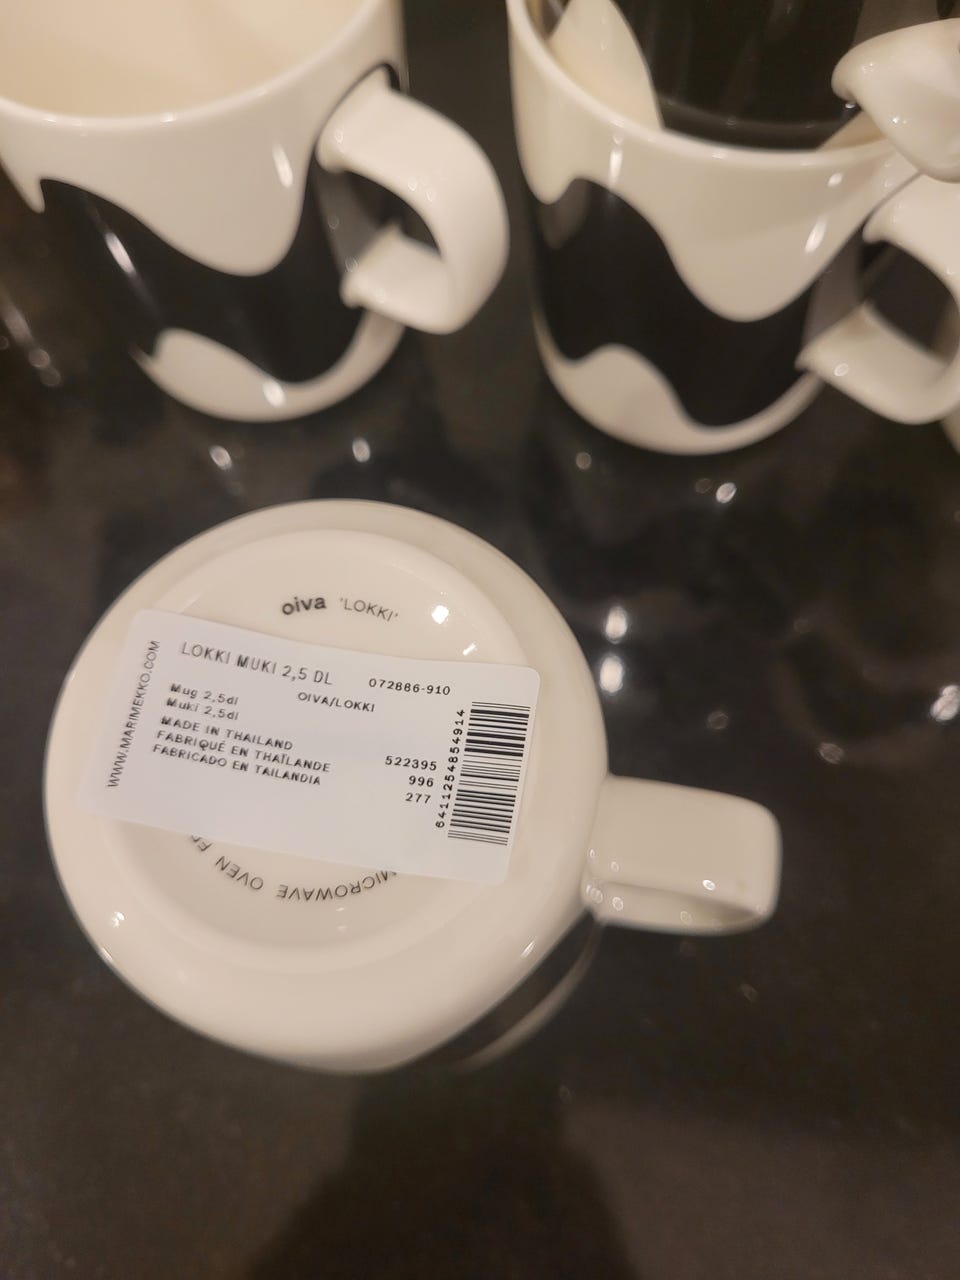 oiva 'LOKKI'
WWW.MARIMEKKO.COM
LOKKI MUKI 2,5 DL
072886-910
OIVA/LOKKI
Mug 2,5dl
Muki 2,5dl
MADE IN THAILAND
FABRIQUÉ EN THAÏLANDE
FABRICADO EN TAILANDIA
522395
996
277
6411254854914
MICROWAVE OVEN